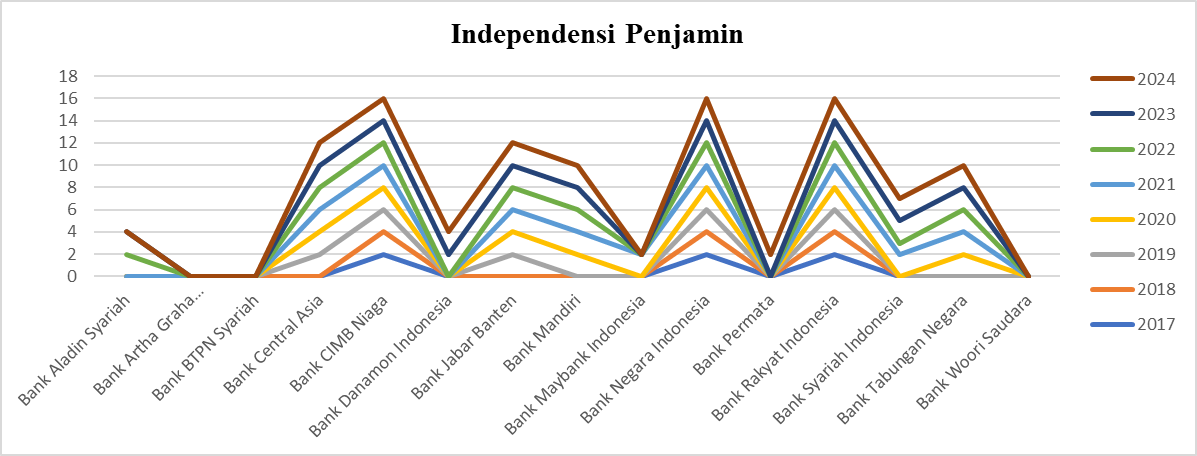 Independensi Penjamin
18
16
14
12
10
8
6
4
2
0
Bank Aladin Syariah
Bank Artha Graha...
Bank BTPN Syariah
Bank Central Asia
Bank CIMB Niaga
Bank Danamon Indonesia
Bank Jabar Banten
Bank Mandiri
Bank Maybank Indonesia
Bank Negara Indonesia
Bank Permata
Bank Rakyat Indonesia
Bank Syariah Indonesia
Bank Tabungan Negara
Bank Woori Saudara
2024
2023
2022
2021
2020
2019
2018
2017